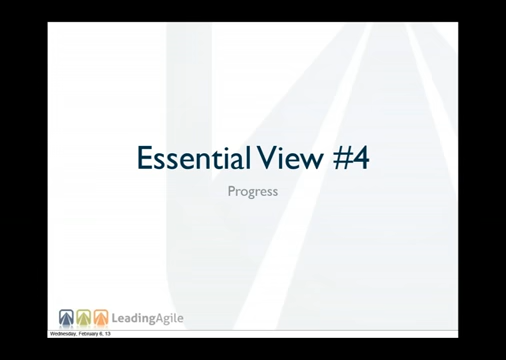 Essential View #4
Progress
LeadingAgile
Wednesday, February 6, 13